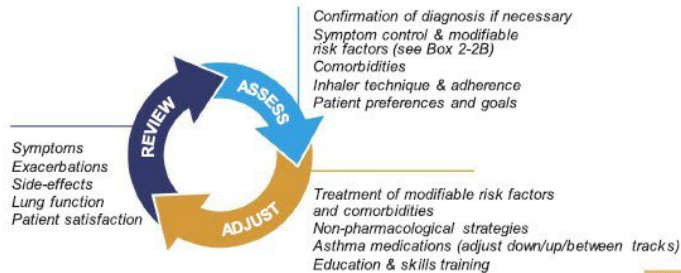 Confirmation of diagnosis if necessary
Symptom control & modifiable
risk factors (see Box 2-2B)
Comorbidities
Inhaler technique & adherence
Patient preferences and goals
ASSESS
REVIEW
Symptoms
Exacerbations
Side-effects
Lung function
Patient satisfaction
ADJUST
Treatment of modifiable risk factors
and comorbidities
Non-pharmacological strategies
Asthma medications (adjust down/up/between tracks)
Education & skills training